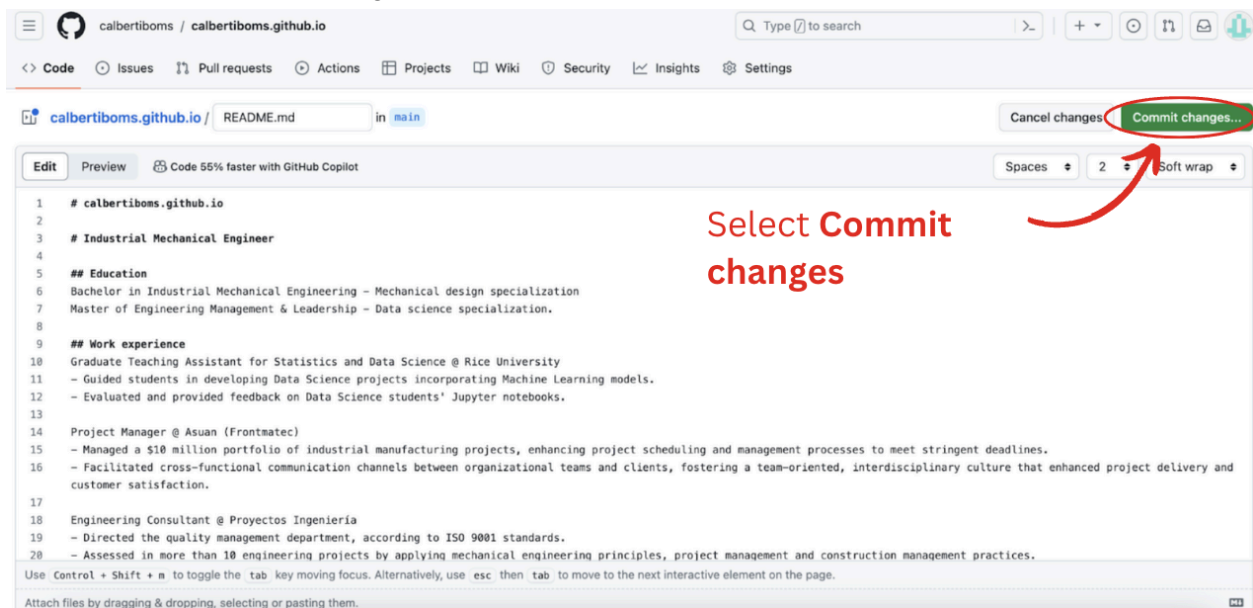 calbertiboms / calbertiboms.github.io
Type / to search
Code Issues Pull requests Actions Projects Wiki Security Insights Settings
calbertiboms.github.io / README.md in main
Cancel changes Commit changes...
Edit Preview Code 55% faster with GitHub Copilot
Spaces 2 Soft wrap
Select Commit
changes
1 # calbertiboms.github.io
2
3 # Industrial Mechanical Engineer
4
5 ## Education
6 Bachelor in Industrial Mechanical Engineering – Mechanical design specialization
7 Master of Engineering Management & Leadership – Data science specialization.
8
9 ## Work experience
10 Graduate Teaching Assistant for Statistics and Data Science @ Rice University
11 – Guided students in developing Data Science projects incorporating Machine Learning models.
12 – Evaluated and provided feedback on Data Science students' Jupyter notebooks.
13
14 Project Manager @ Asuan (Frontmatec)
15 – Managed a $10 million portfolio of industrial manufacturing projects, enhancing project scheduling and management processes to meet stringent deadlines.
16 – Facilitated cross-functional communication channels between organizational teams and clients, fostering a team-oriented, interdisciplinary culture that enhanced project delivery and
customer satisfaction.
17
18 Engineering Consultant @ Proyectos Ingeniería
19 – Directed the quality management department, according to ISO 9001 standards.
20 – Assessed in more than 10 engineering projects by applying mechanical engineering principles, project management and construction management practices.
Use Control + Shift + m to toggle the tab key moving focus. Alternatively, use esc then tab to move to the next interactive element on the page.
Attach files by dragging & dropping, selecting or pasting them.